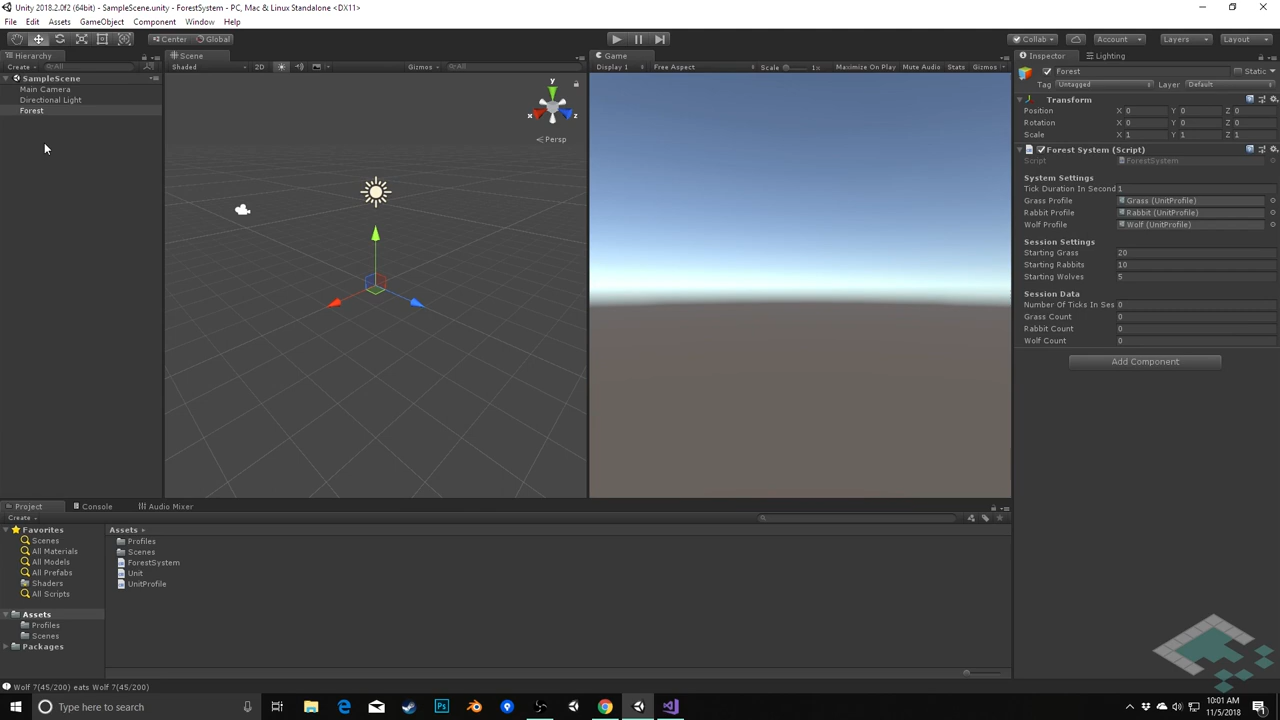 Unity 2018.2.0f2 (64bit) - SampleScene.unity - ForestSystem - PC, Mac & Linux Standalone <DX11>
File Edit Assets GameObject Component Window Help
Center Global
Collab Account Layers Layout
Hierarchy
Create All
SampleScene
Main Camera
Directional Light
Forest
Scene
Shaded 2D Gizmos All
y
x
z
Persp
Game
Display 1 Free Aspect Scale 1x Maximize On Play Mute Audio Stats Gizmos
Inspector Lighting
Forest Static
Tag Untagged Layer Default
Transform
Position X 0 Y 0 Z 0
Rotation X 0 Y 0 Z 0
Scale X 1 Y 1 Z 1
Forest System (Script)
Script ForestSystem
System Settings
Tick Duration In Second 1
Grass Profile Grass (UnitProfile)
Rabbit Profile Rabbit (UnitProfile)
Wolf Profile Wolf (UnitProfile)
Session Settings
Starting Grass 20
Starting Rabbits 10
Starting Wolves 5
Session Data
Number Of Ticks In Ses 0
Grass Count 0
Rabbit Count 0
Wolf Count 0
Add Component
Project Console Audio Mixer
Create
Favorites
Scenes
All Materials
All Models
All Prefabs
Shaders
All Scripts
Assets
Profiles
Scenes
Packages
Assets
Profiles
Scenes
ForestSystem
Unit
UnitProfile
Wolf 7(45/200) eats Wolf 7(45/200)
Type here to search
10:01 AM
11/5/2018